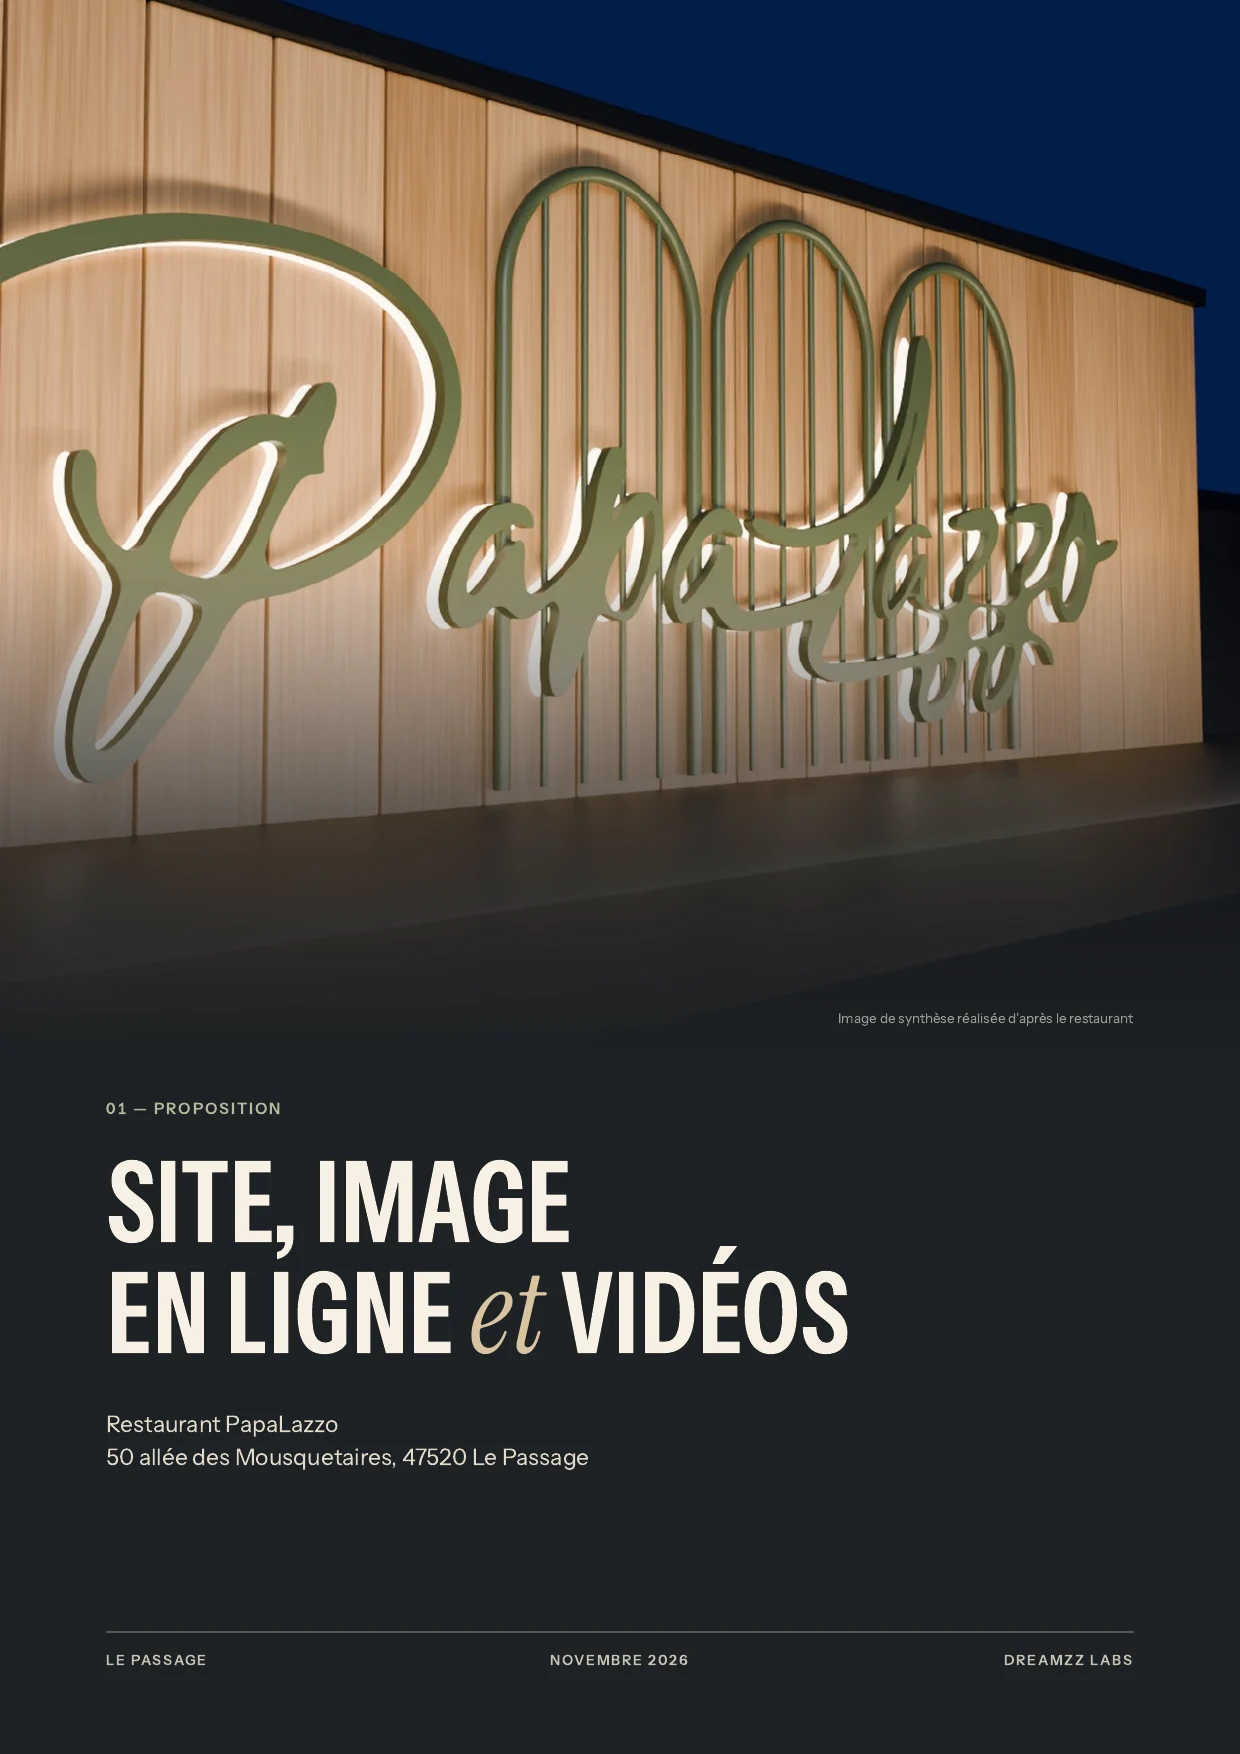 PapaLazzo
Image de synthèse réalisée d'après le restaurant
01 — PROPOSITION
SITE, IMAGE
EN LIGNE et VIDÉOS
Restaurant PapaLazzo
50 allée des Mousquetaires, 47520 Le Passage
LE PASSAGE
NOVEMBRE 2026
DREAMZZ LABS